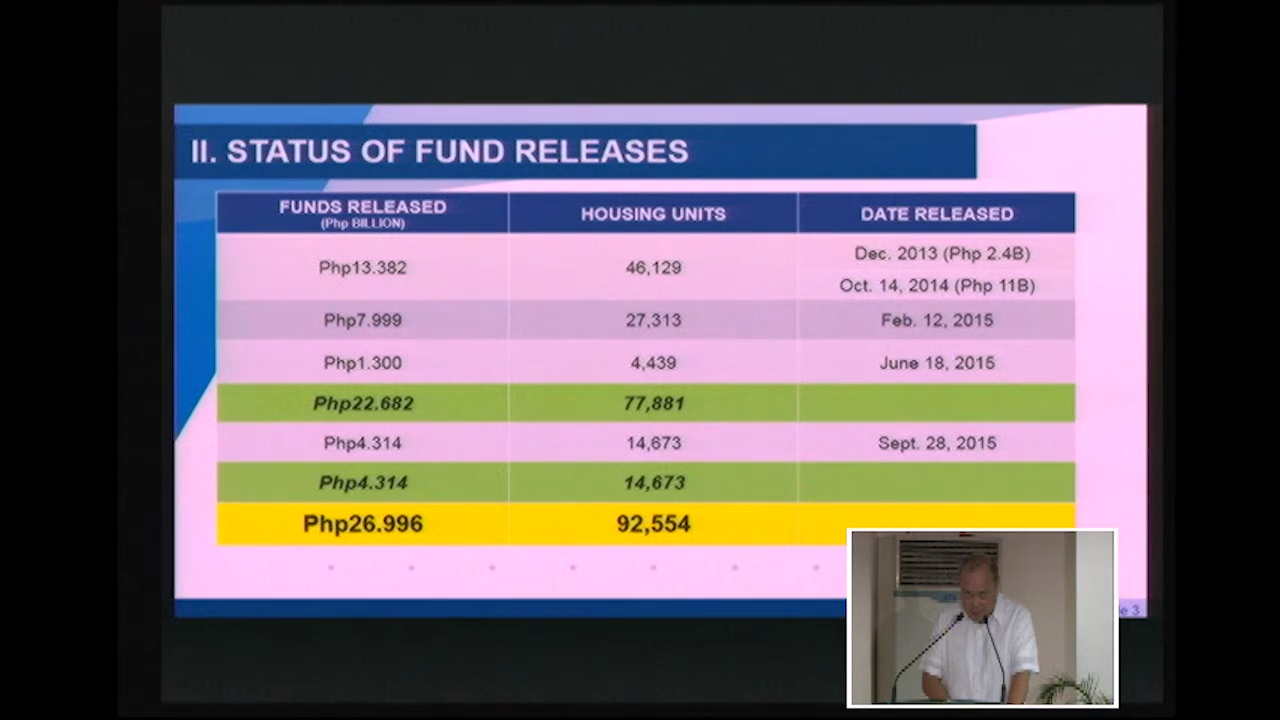 II. STATUS OF FUND RELEASES
FUNDS RELEASED
(Php BILLION)
HOUSING UNITS
DATE RELEASED
Php13.382
46,129
Dec. 2013 (Php 2.4B)
Oct. 14, 2014 (Php 11B)
Php7.999
27,313
Feb. 12, 2015
Php1.300
4,439
June 18, 2015
Php22.682
77,881
Php4.314
14,673
Sept. 28, 2015
Php4.314
14,673
Php26.996
92,554
3